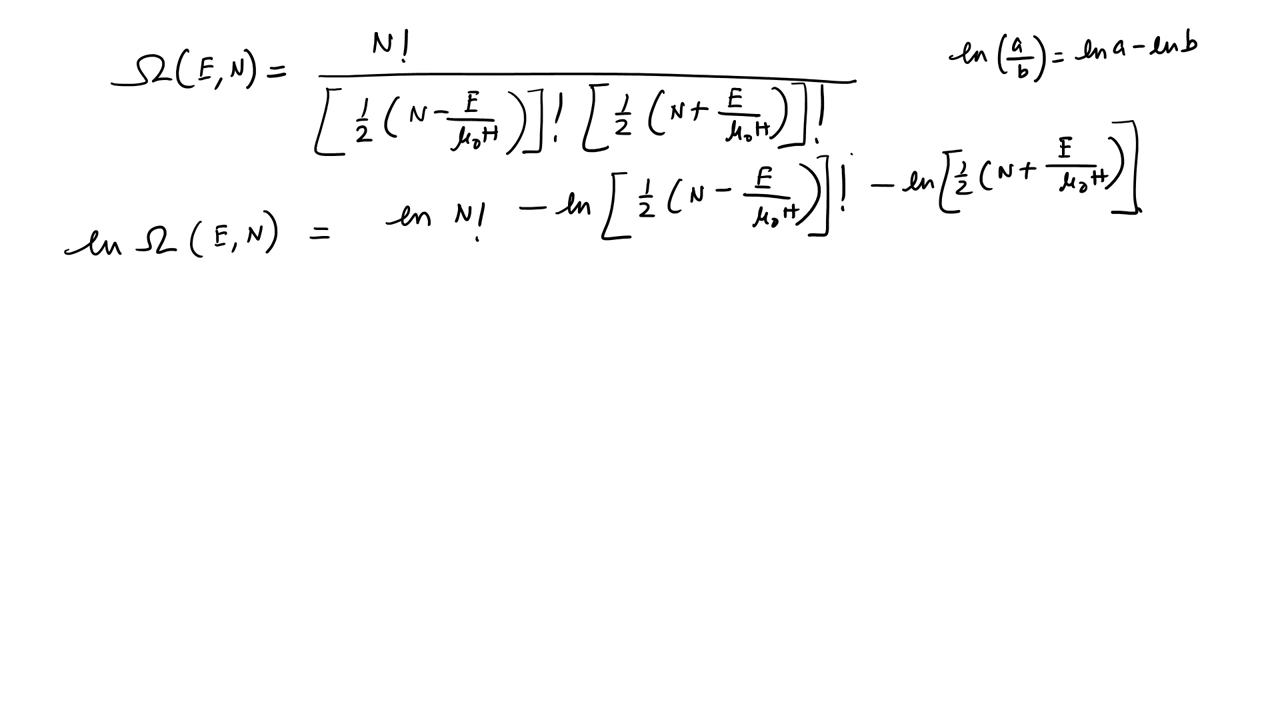 Ω(E,N) = N! / [1/2 (N - E/μ₀H)]! [1/2 (N + E/μ₀H)]!
ln (a/b) = ln a - ln b
ln Ω (E,N) = ln N! - ln [1/2 (N - E/μ₀H)]! - ln [1/2 (N + E/μ₀H)]